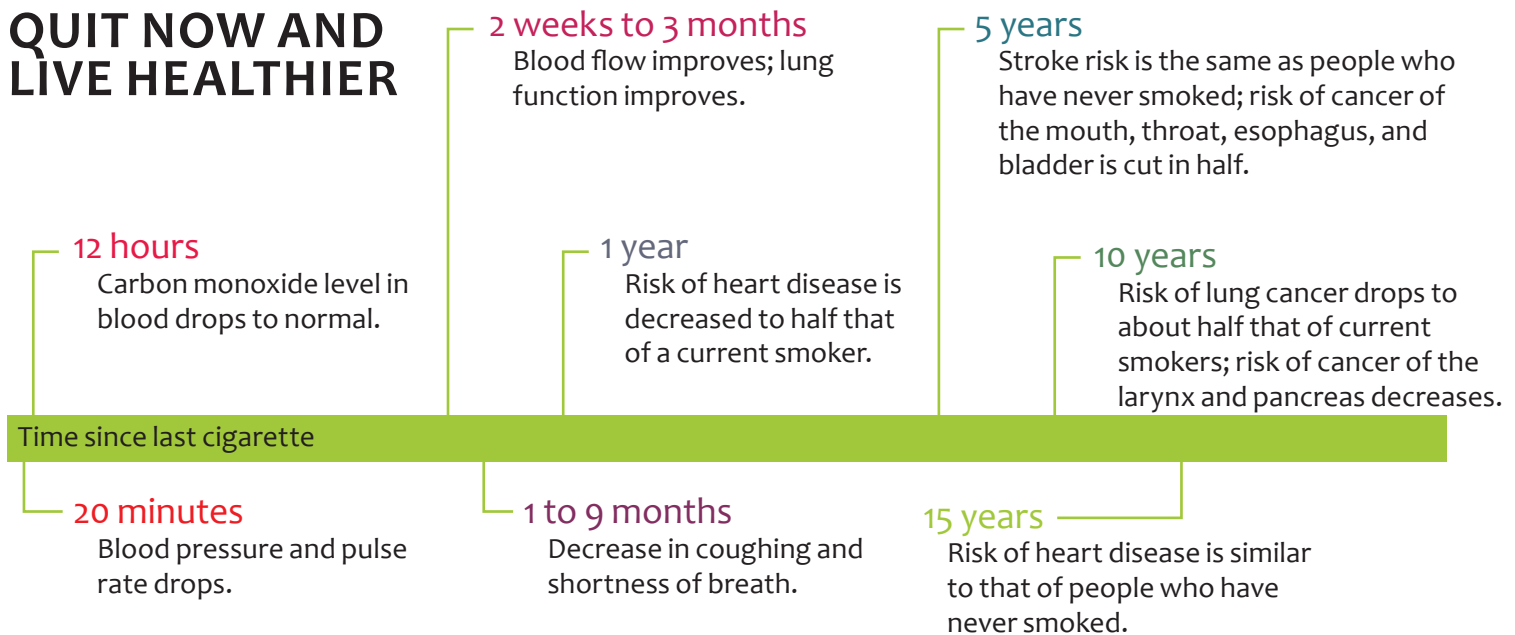 QUIT NOW AND
LIVE HEALTHIER
2 weeks to 3 months
Blood flow improves; lung
function improves.
5 years
Stroke risk is the same as people who
have never smoked; risk of cancer of
the mouth, throat, esophagus, and
bladder is cut in half.
12 hours
Carbon monoxide level in
blood drops to normal.
1 year
Risk of heart disease is
decreased to half that
of a current smoker.
10 years
Risk of lung cancer drops to
about half that of current
smokers; risk of cancer of the
larynx and pancreas decreases.
Time since last cigarette
20 minutes
Blood pressure and pulse
rate drops.
1 to 9 months
Decrease in coughing and
shortness of breath.
15 years
Risk of heart disease is similar
to that of people who have
never smoked.